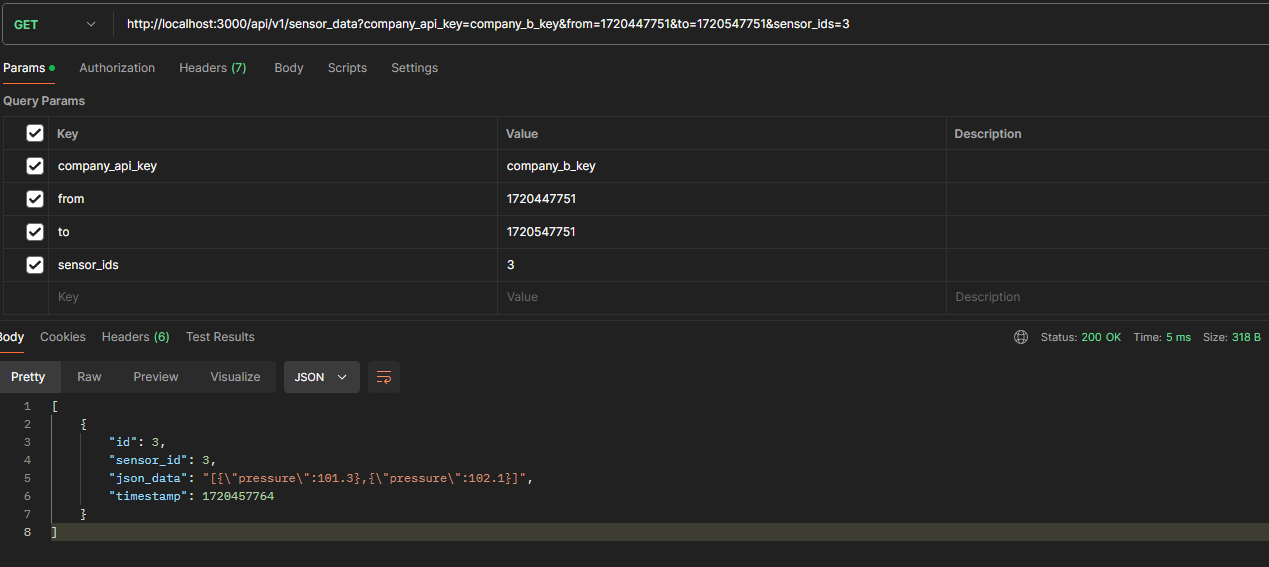 GET http://localhost:3000/api/v1/sensor_data?company_api_key=company_b_key&from=1720447751&to=1720547751&sensor_ids=3
Params Authorization Headers (7) Body Scripts Settings
Query Params
Key Value Description
company_api_key company_b_key
from 1720447751
to 1720547751
sensor_ids 3
Key Value Description
Body Cookies Headers (6) Test Results Status: 200 OK Time: 5 ms Size: 318 B
Pretty Raw Preview Visualize JSON
1 [
2 {
3 "id": 3,
4 "sensor_id": 3,
5 "json_data": "[{\"pressure\":101.3},{\"pressure\":102.1}]",
6 "timestamp": 1720457764
7 }
8 ]